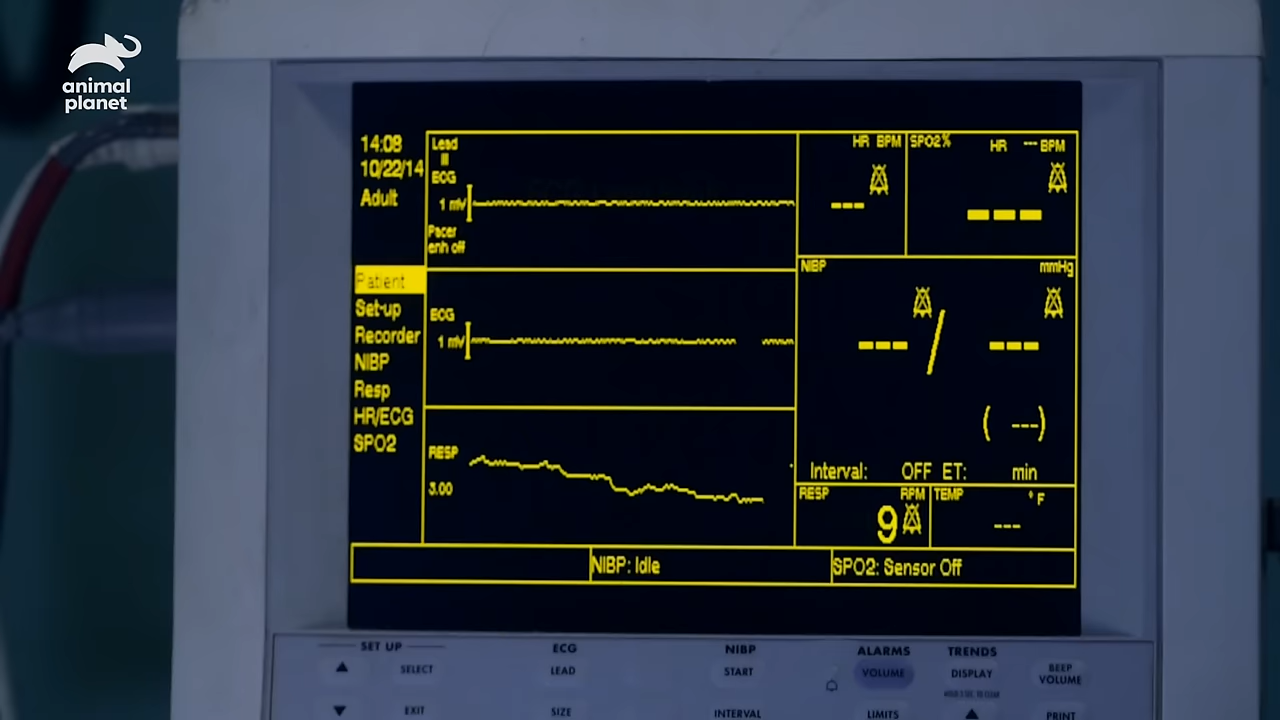 animal
planet
14:08
10/22/14
Adult
Patient
Set-up
Recorder
NIBP
Resp
HR/ECG
SPO2
Lead
II
ECG
1 mV
Pacer
enh off
ECG
1 mV
RESP
3.00
HR BPM
---
SPO2% HR --- BPM
---
NIBP mmHg
--- / ---
( ---)
Interval: OFF ET: min
RESP RPM
9
TEMP °F
---
NIBP: Idle
SPO2: Sensor Off
SET UP
SELECT
EXIT
ECG
LEAD
SIZE
NIBP
START
INTERVAL
ALARMS
VOLUME
LIMITS
TRENDS
DISPLAY
BEEP
VOLUME
PRINT